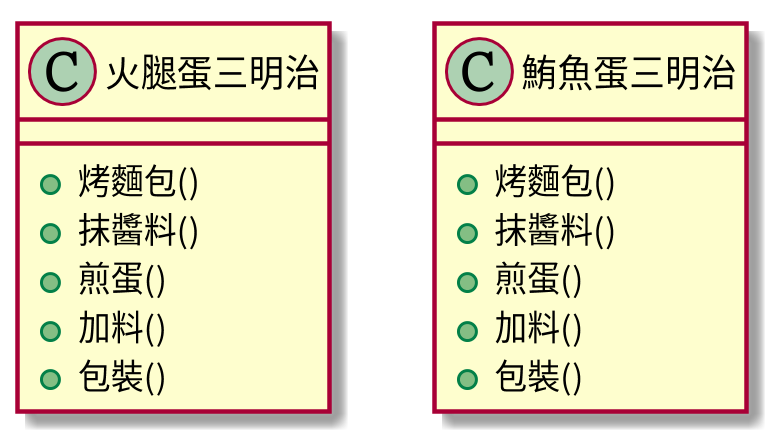 C 火腿蛋三明治
烤麵包()
抹醬料()
煎蛋()
加料()
包裝()
C 鮪魚蛋三明治
烤麵包()
抹醬料()
煎蛋()
加料()
包裝()